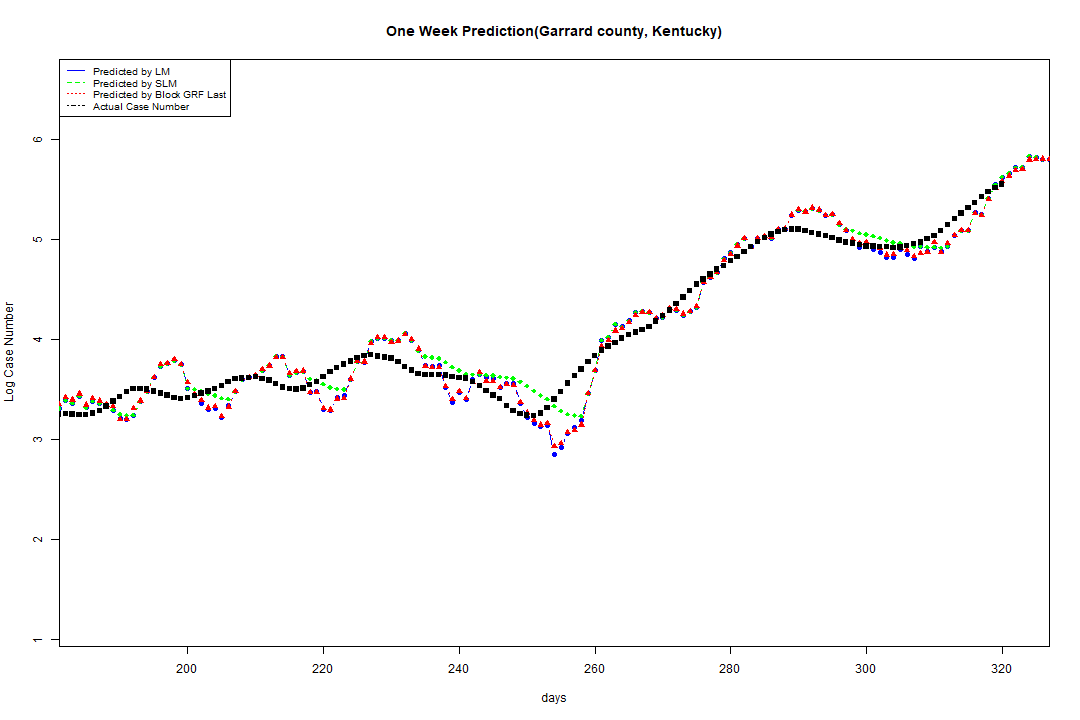 One Week Prediction(Garrard county, Kentucky)
Predicted by LM
Predicted by SLM
Predicted by Block GRF Last
Actual Case Number
Log Case Number
6
5
4
3
2
1
200 220 240 260 280 300 320
days